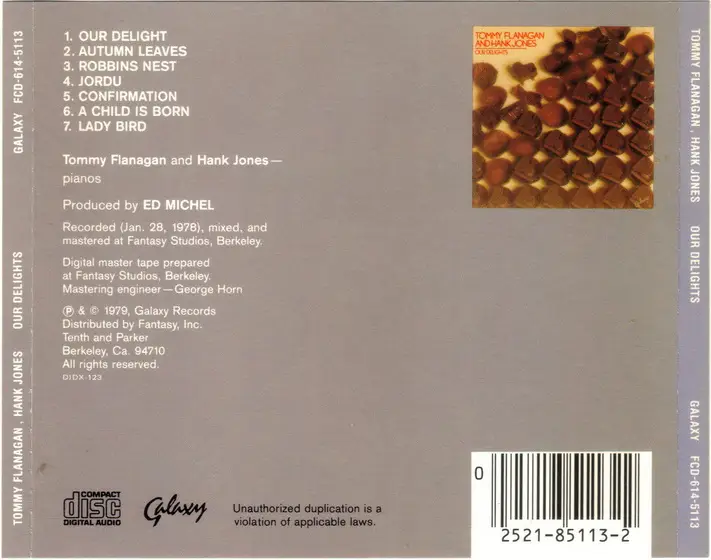 1. OUR DELIGHT
2. AUTUMN LEAVES
3. ROBBINS NEST
4. JORDU
5. CONFIRMATION
6. A CHILD IS BORN
7. LADY BIRD
Tommy Flanagan and Hank Jones—
pianos
Produced by ED MICHEL
Recorded (Jan. 28, 1978), mixed, and
mastered at Fantasy Studios, Berkeley.
Digital master tape prepared
at Fantasy Studios, Berkeley.
Mastering engineer—George Horn
℗ & © 1979, Galaxy Records
Distributed by Fantasy, Inc.
Tenth and Parker
Berkeley, Ca. 94710
All rights reserved.
DIDX-123
TOMMY FLANAGAN
AND HANK JONES
OUR DELIGHTS
COMPACT
disc
DIGITAL AUDIO
Galaxy
Unauthorized duplication is a
violation of applicable laws.
0
2521-85113-2
TOMMY FLANAGAN, HANK JONES OUR DELIGHTS GALAXY FCD-614-5113
TOMMY FLANAGAN, HANK JONES OUR DELIGHTS GALAXY FCD-614-5113